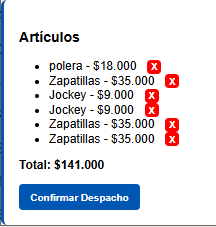 Artículos
• polera - $18.000 X
• Zapatillas - $35.000 X
• Jockey - $9.000 X
• Jockey - $9.000 X
• Zapatillas - $35.000 X
• Zapatillas - $35.000 X
Total: $141.000
Confirmar Despacho